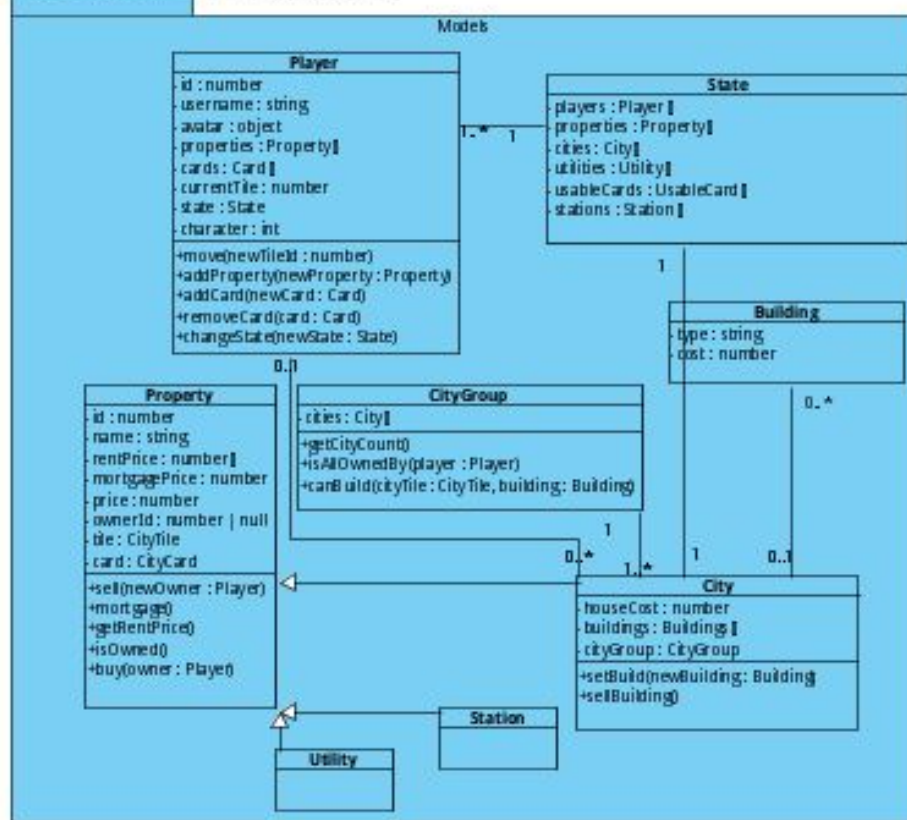 Models
Player
- id : number
- username : string
- avatar : object
- properties : Property[]
- cards : Card[]
- currentTile : number
- state : State
- character : int
+move(newTileId : number)
+addProperty(newProperty : Property)
+addCard(newCard : Card)
+removeCard(card : Card)
+changeState(newState : State)
State
- players : Player[]
- properties : Property[]
- cities : City[]
- utilities : Utility[]
- usableCards : UsableCard[]
- stations : Station[]
1..*
1
1
Building
- type : string
- cost : number
0..*
0..1
Property
- id : number
- name : string
- rentPrice : number[]
- mortgagePrice : number
- price : number
- ownerId : number | null
- tile : CityTile
- card : CityCard
+sell(newOwner : Player)
+mortgage()
+getRentPrice()
+isOwned()
+buy(owner : Player)
CityGroup
- cities : City[]
+getCityCount()
+isAllOwnedBy(player : Player)
+canBuild(cityTile : CityTile, building : Building)
1
0..*
1..*
1
0..1
City
- houseCost : number
- buildings : Buildings[]
- cityGroup : CityGroup
+setBuild(newBuilding : Building)
+sellBuilding()
Station
Utility